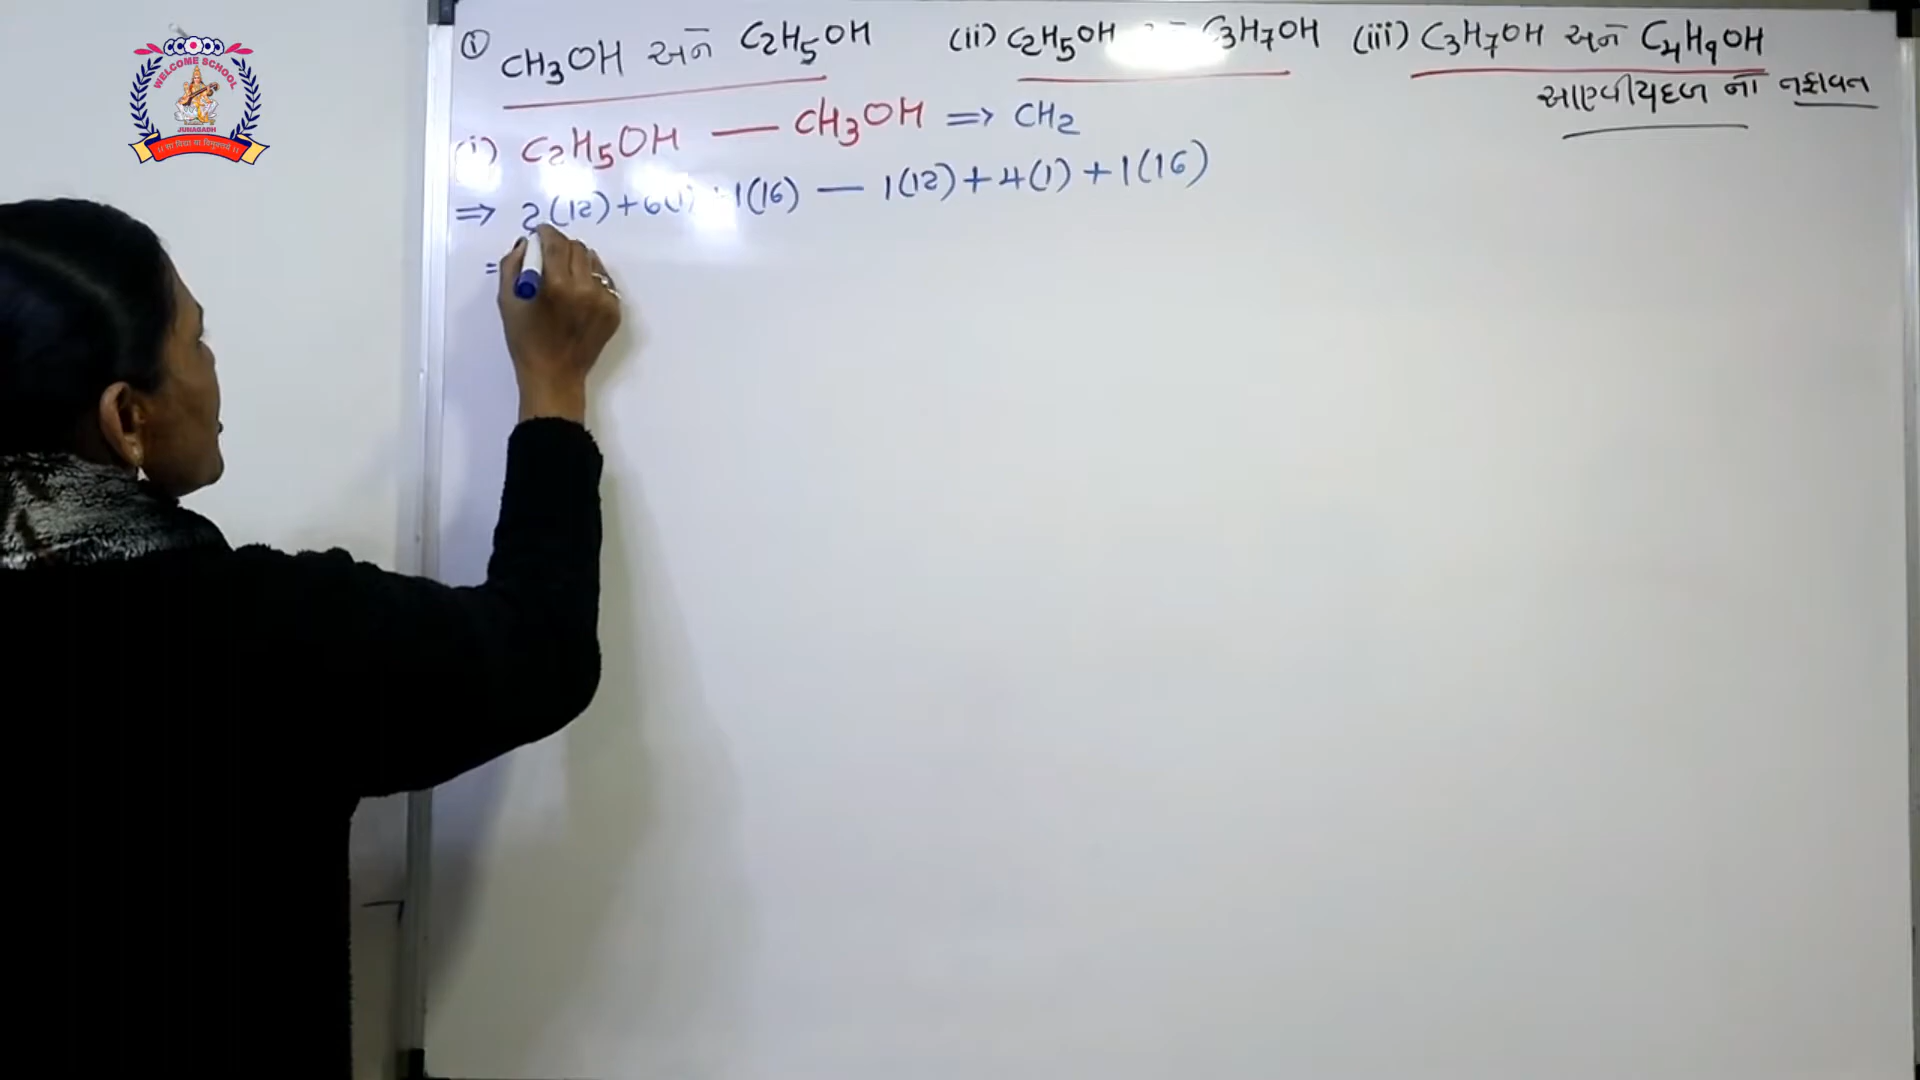 WELCOME SCHOOL
JUNAGADH
॥ सा विद्या या विमुक्तये ॥
① CH₃OH અને C₂H₅OH (ii) C₂H₅OH C₃H₇OH (iii) C₃H₇OH અને C₄H₉OH
આણ્વીયદળ નો તફાવત
(i) C₂H₅OH — CH₃OH ⇒ CH₂
⇒ 2(12)+6(1) 1(16) — 1(12)+4(1)+1(16)
=